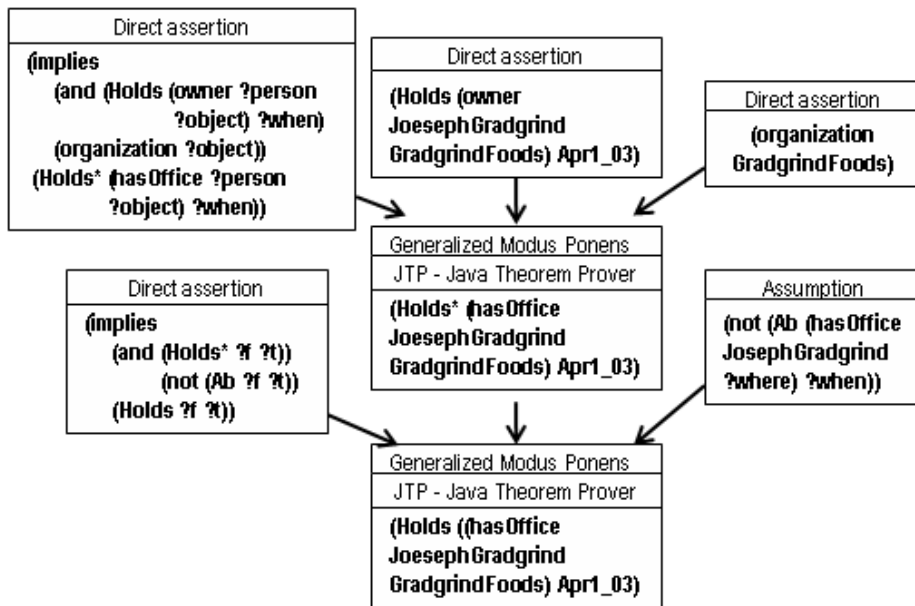 Direct assertion
(implies
(and (Holds (owner ?person
?object) ?when)
(organization ?object))
(Holds* (hasOffice ?person
?object) ?when))
Direct assertion
(Holds (owner
JoesephGradgrind
GradgrindFoods) Apr1_03)
Direct assertion
(organization
GradgrindFoods)
Generalized Modus Ponens
JTP - Java Theorem Prover
(Holds* (hasOffice
JoesephGradgrind
GradgrindFoods) Apr1_03)
Direct assertion
(implies
(and (Holds* ?f ?t))
(not (Ab ?f ?t))
(Holds ?f ?t))
Assumption
(not (Ab (hasOffice
JosephGradgrind
?where) ?when))
Generalized Modus Ponens
JTP - Java Theorem Prover
(Holds ((hasOffice
JoesephGradgrind
GradgrindFoods) Apr1_03)